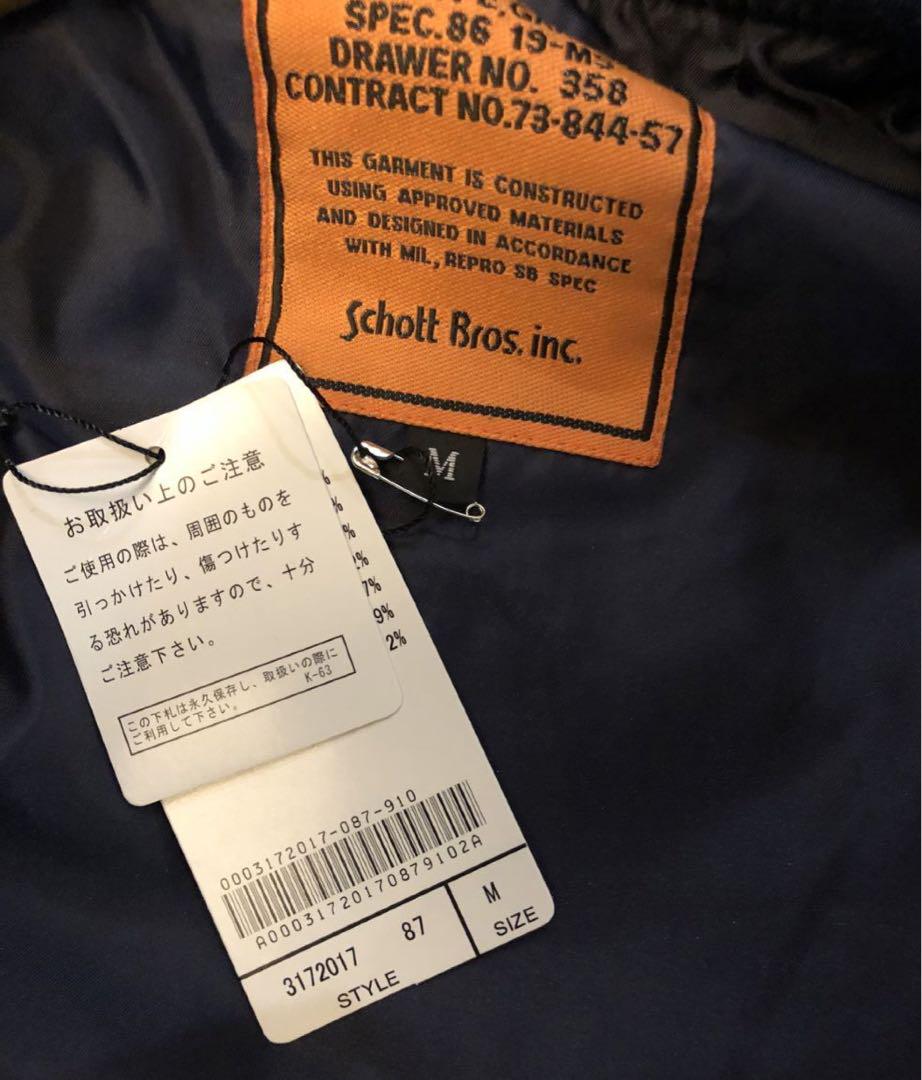 SPEC.86 19-MS
DRAWER NO. 358
CONTRACT NO.73-844-57
THIS GARMENT IS CONSTRUCTED
USING APPROVED MATERIALS
AND DESIGNED IN ACCORDANCE
WITH MIL, REPRO SB SPEC
Schott Bros. inc.
M
お取扱い上のご注意
ご使用の際は、周囲のものを
引っかけたり、傷つけたりす
る恐れがありますので、十分
ご注意下さい。
この下札は永久保存し、取扱いの際に
ご利用して下さい。 K-63
%
%
%
%
7%
9%
2%
0003172017-087-910
A00031720170879102A
3172017 87 M
STYLE SIZE